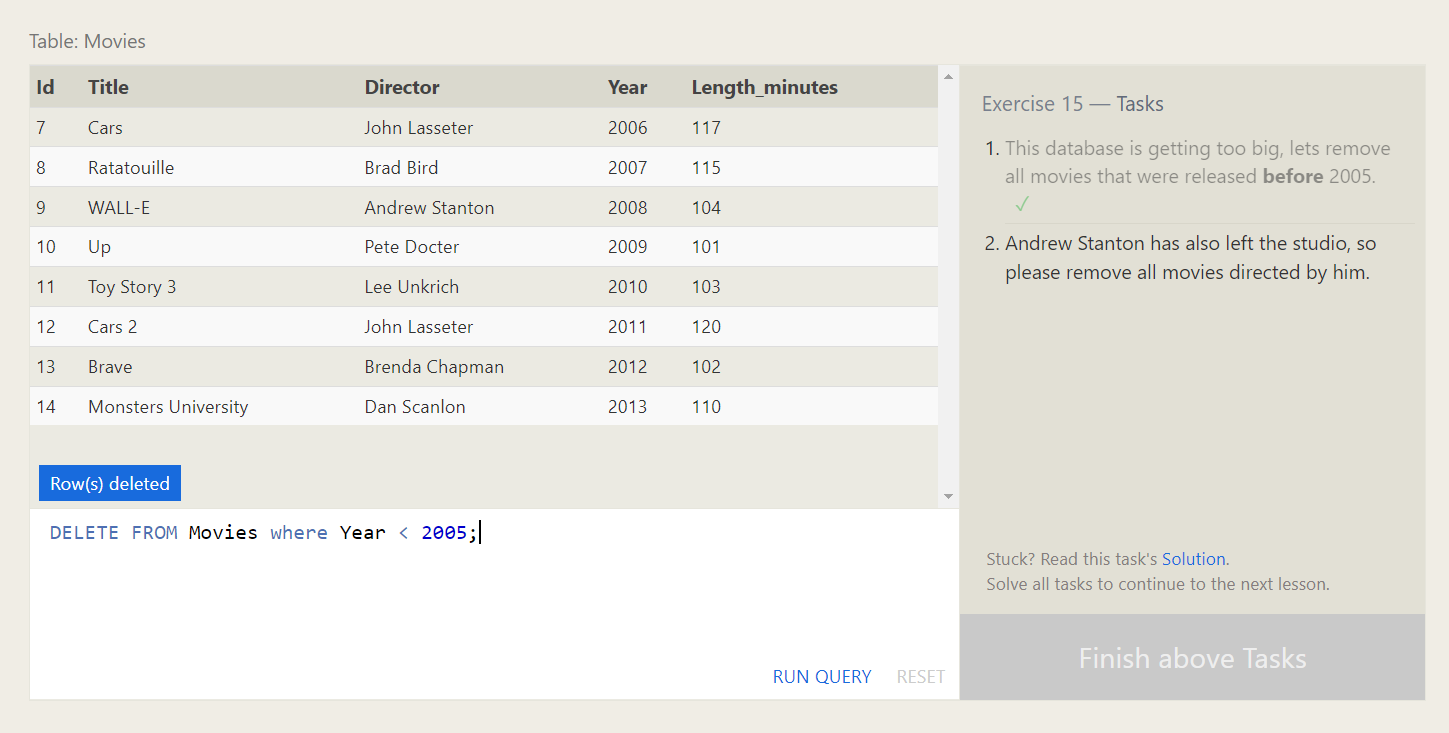 Table: Movies
Id Title Director Year Length_minutes
7 Cars John Lasseter 2006 117
8 Ratatouille Brad Bird 2007 115
9 WALL-E Andrew Stanton 2008 104
10 Up Pete Docter 2009 101
11 Toy Story 3 Lee Unkrich 2010 103
12 Cars 2 John Lasseter 2011 120
13 Brave Brenda Chapman 2012 102
14 Monsters University Dan Scanlon 2013 110
Row(s) deleted
DELETE FROM Movies where Year < 2005;
RUN QUERY RESET
Exercise 15 — Tasks
1. This database is getting too big, lets remove
all movies that were released before 2005.
✓
2. Andrew Stanton has also left the studio, so
please remove all movies directed by him.
Stuck? Read this task's Solution.
Solve all tasks to continue to the next lesson.
Finish above Tasks